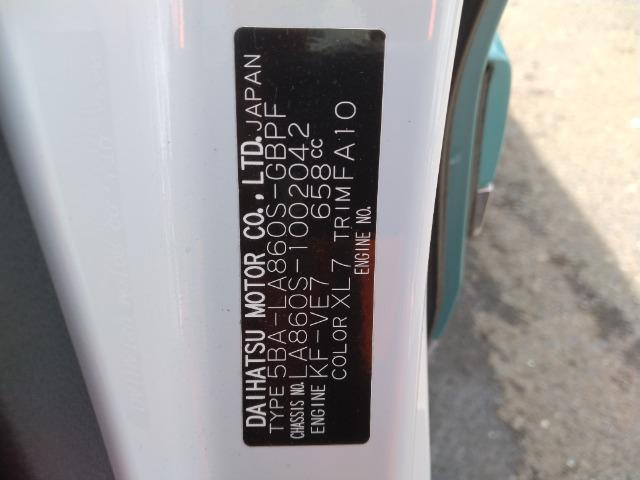 DAIHATSU MOTOR CO., LTD. JAPAN
TYPE 5BA-LA860S-GBPF
CHASSIS NO. LA860S-1002042
ENGINE KF-VE7 658cc
COLOR XL7 TRIM FA10
ENGINE NO.